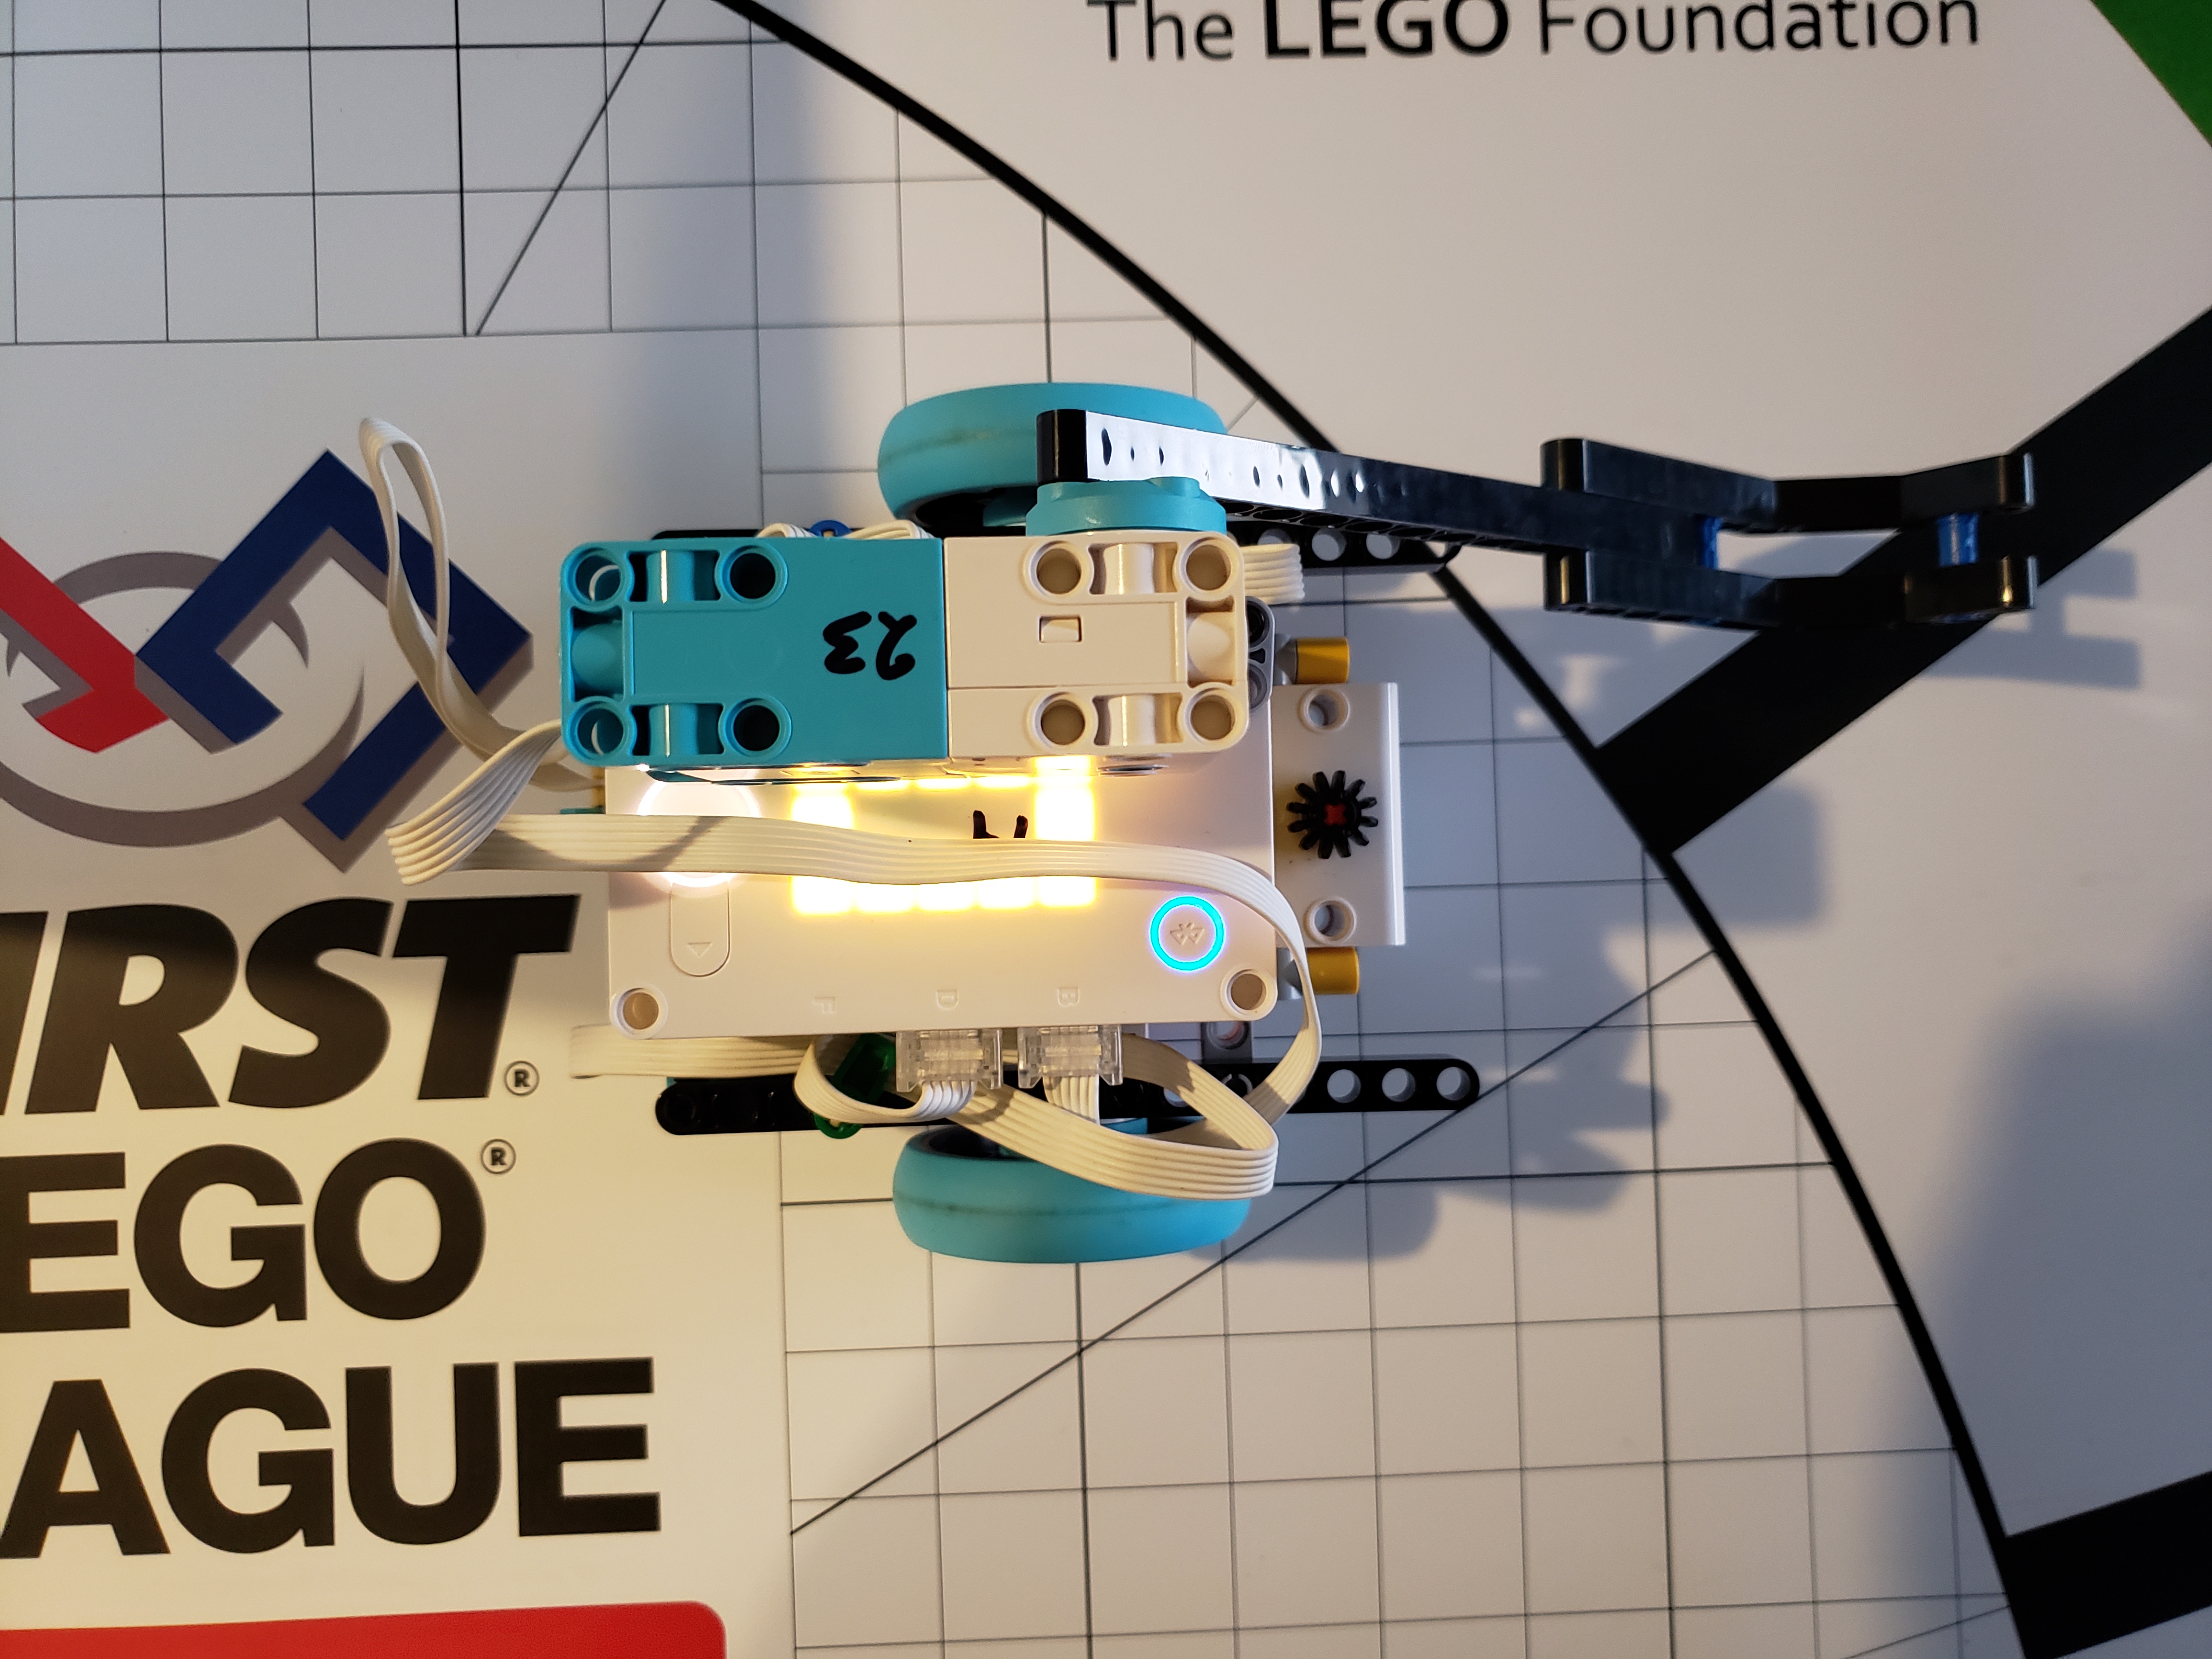 The LEGO Foundation
23
F D B
IRST®
EGO®
AGUE